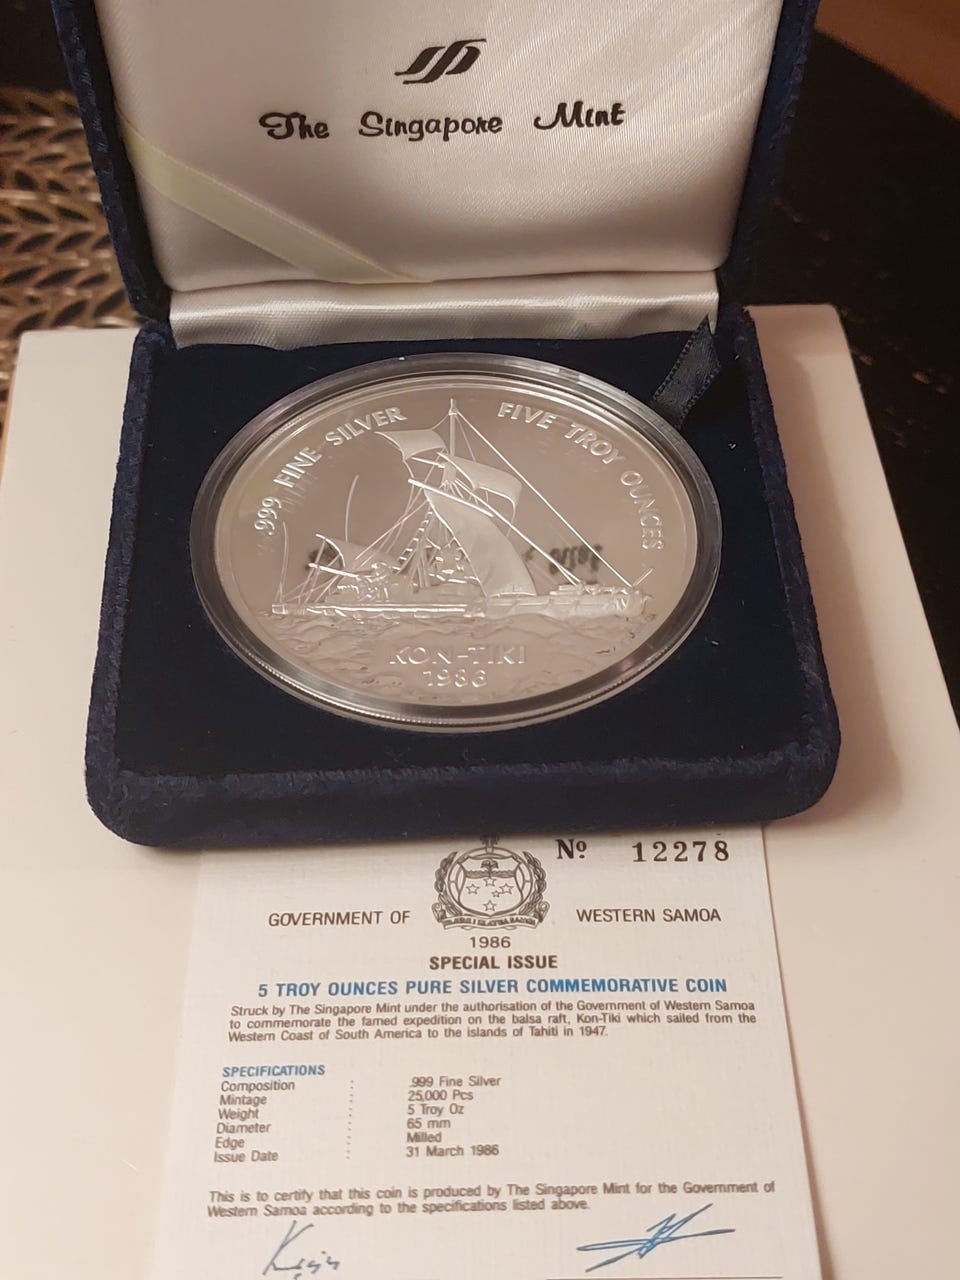 The Singapore Mint
.999 FINE SILVER
FIVE TROY OUNCES
KON-TIKI
1986
Nº 12278
GOVERNMENT OF WESTERN SAMOA
1986
SPECIAL ISSUE
5 TROY OUNCES PURE SILVER COMMEMORATIVE COIN
Struck by The Singapore Mint under the authorisation of the Government of Western Samoa
to commemorate the famed expedition on the balsa raft, Kon-Tiki which sailed from the
Western Coast of South America to the islands of Tahiti in 1947.
SPECIFICATIONS
Composition : .999 Fine Silver
Mintage : 25,000 Pcs
Weight : 5 Troy Oz
Diameter : 65 mm
Edge : Milled
Issue Date : 31 March 1986
This is to certify that this coin is produced by The Singapore Mint for the Government of
Western Samoa according to the specifications listed above.